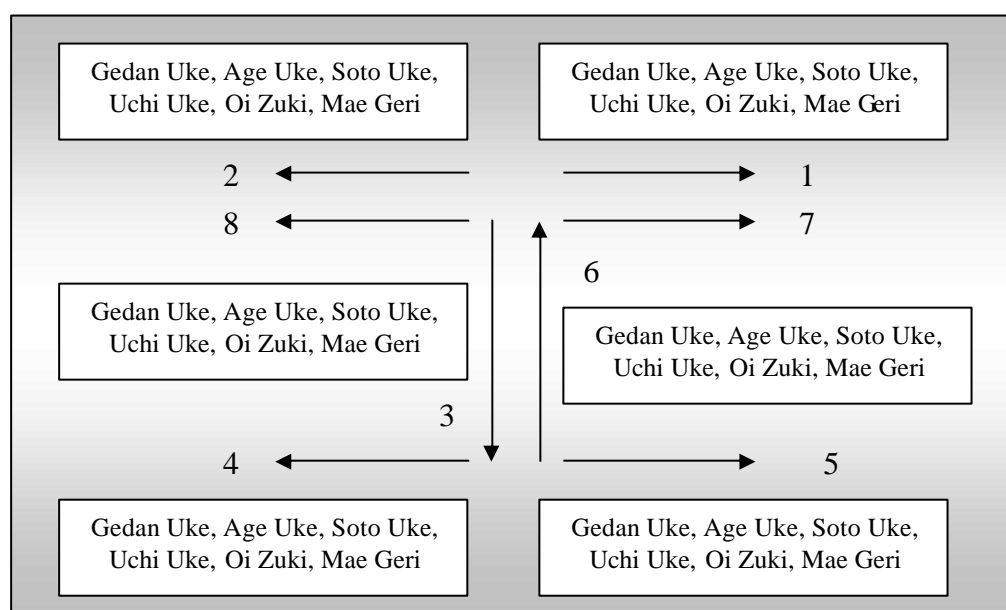 Gedan Uke, Age Uke, Soto Uke,
Uchi Uke, Oi Zuki, Mae Geri
Gedan Uke, Age Uke, Soto Uke,
Uchi Uke, Oi Zuki, Mae Geri
2
1
8
7
6
Gedan Uke, Age Uke, Soto Uke,
Uchi Uke, Oi Zuki, Mae Geri
Gedan Uke, Age Uke, Soto Uke,
Uchi Uke, Oi Zuki, Mae Geri
3
4
5
Gedan Uke, Age Uke, Soto Uke,
Uchi Uke, Oi Zuki, Mae Geri
Gedan Uke, Age Uke, Soto Uke,
Uchi Uke, Oi Zuki, Mae Geri